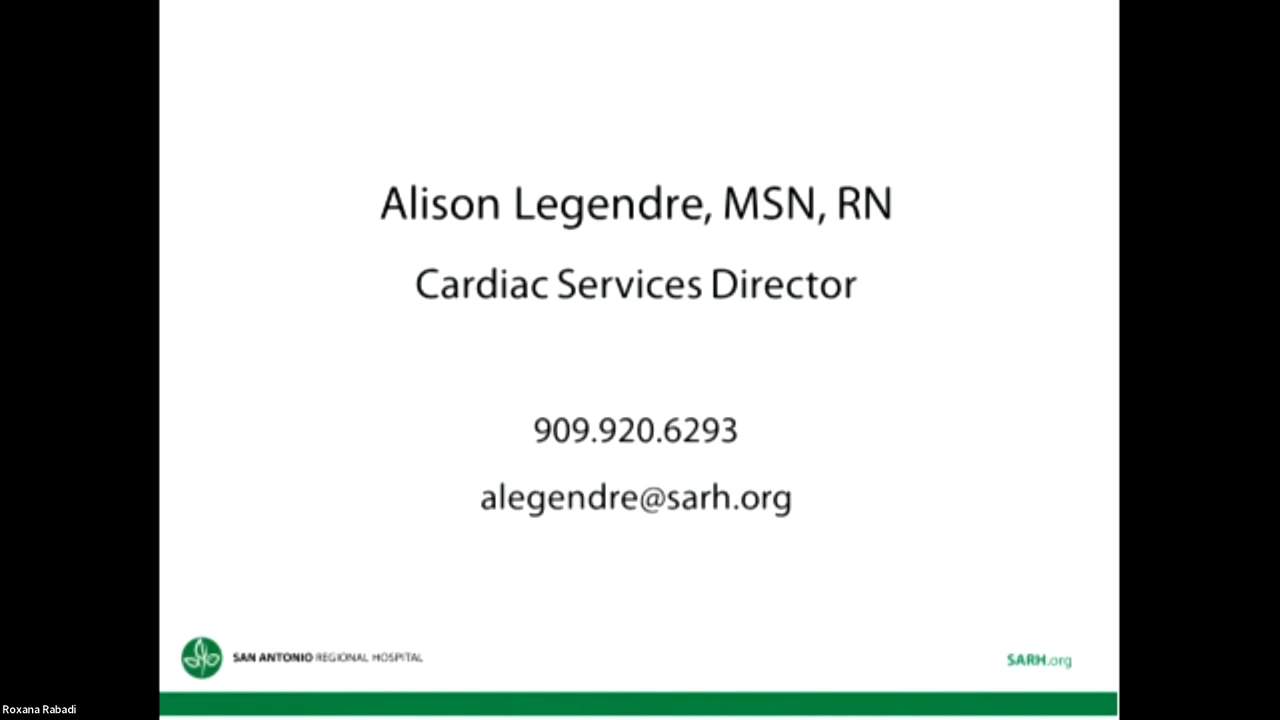 Alison Legendre, MSN, RN
Cardiac Services Director
909.920.6293
alegendre@sarh.org
SAN ANTONIO REGIONAL HOSPITAL
SARH.org
Roxana Rabadi